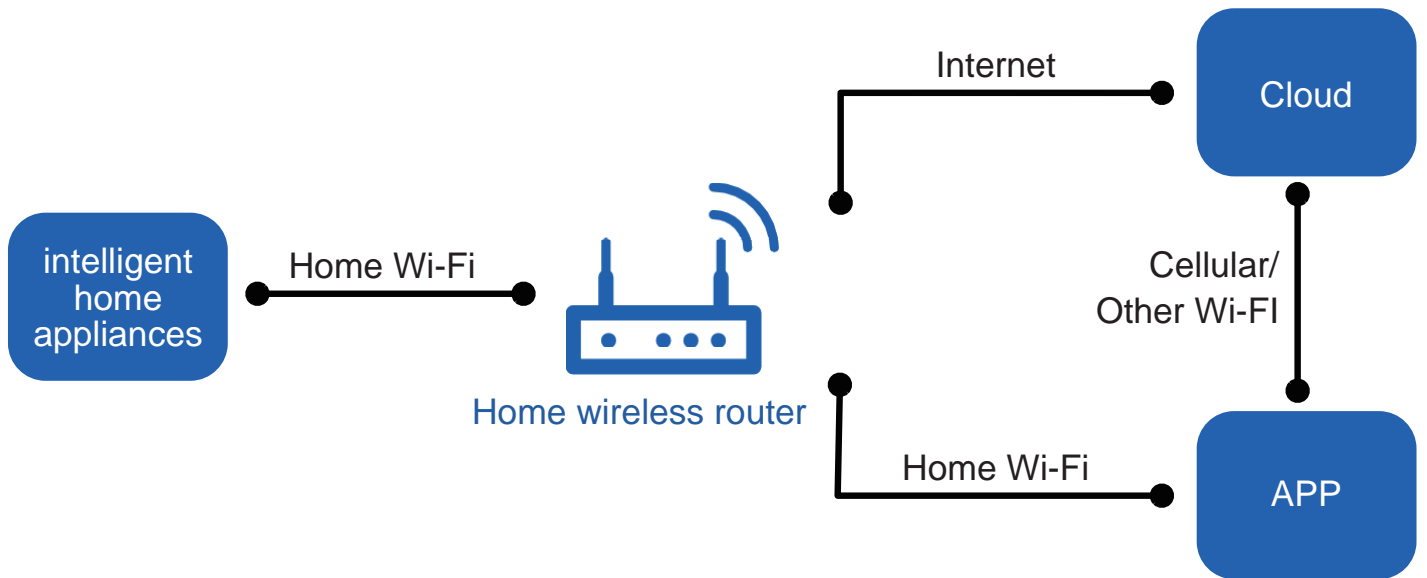 Internet
Cloud
intelligent
home
appliances
Home Wi-Fi
Cellular/
Other Wi-FI
Home wireless router
Home Wi-Fi
APP